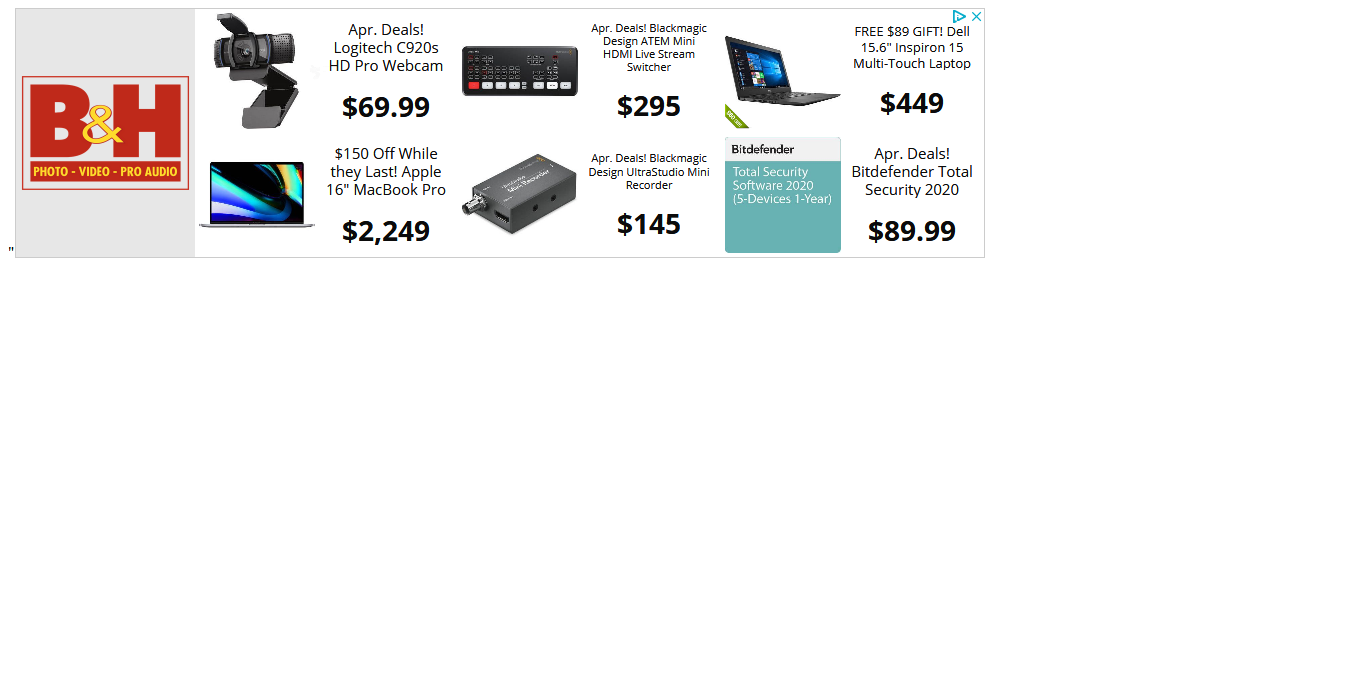 B&H
PHOTO - VIDEO - PRO AUDIO
Apr. Deals!
Logitech C920s
HD Pro Webcam
$69.99
Apr. Deals! Blackmagic
Design ATEM Mini
HDMI Live Stream
Switcher
$295
FREE $89 GIFT! Dell
15.6" Inspiron 15
Multi-Touch Laptop
$449
$150 Off While
they Last! Apple
16" MacBook Pro
$2,249
Mini Recorder
Apr. Deals! Blackmagic
Design UltraStudio Mini
Recorder
$145
Bitdefender
Total Security
Software 2020
(5-Devices 1-Year)
Apr. Deals!
Bitdefender Total
Security 2020
$89.99
"